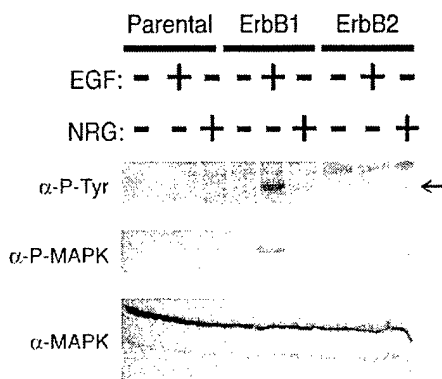 Parental ErbB1 ErbB2
EGF: - + - - + - - + -
NRG: - - + - - + - - +
α-P-Tyr ←
α-P-MAPK
α-MAPK